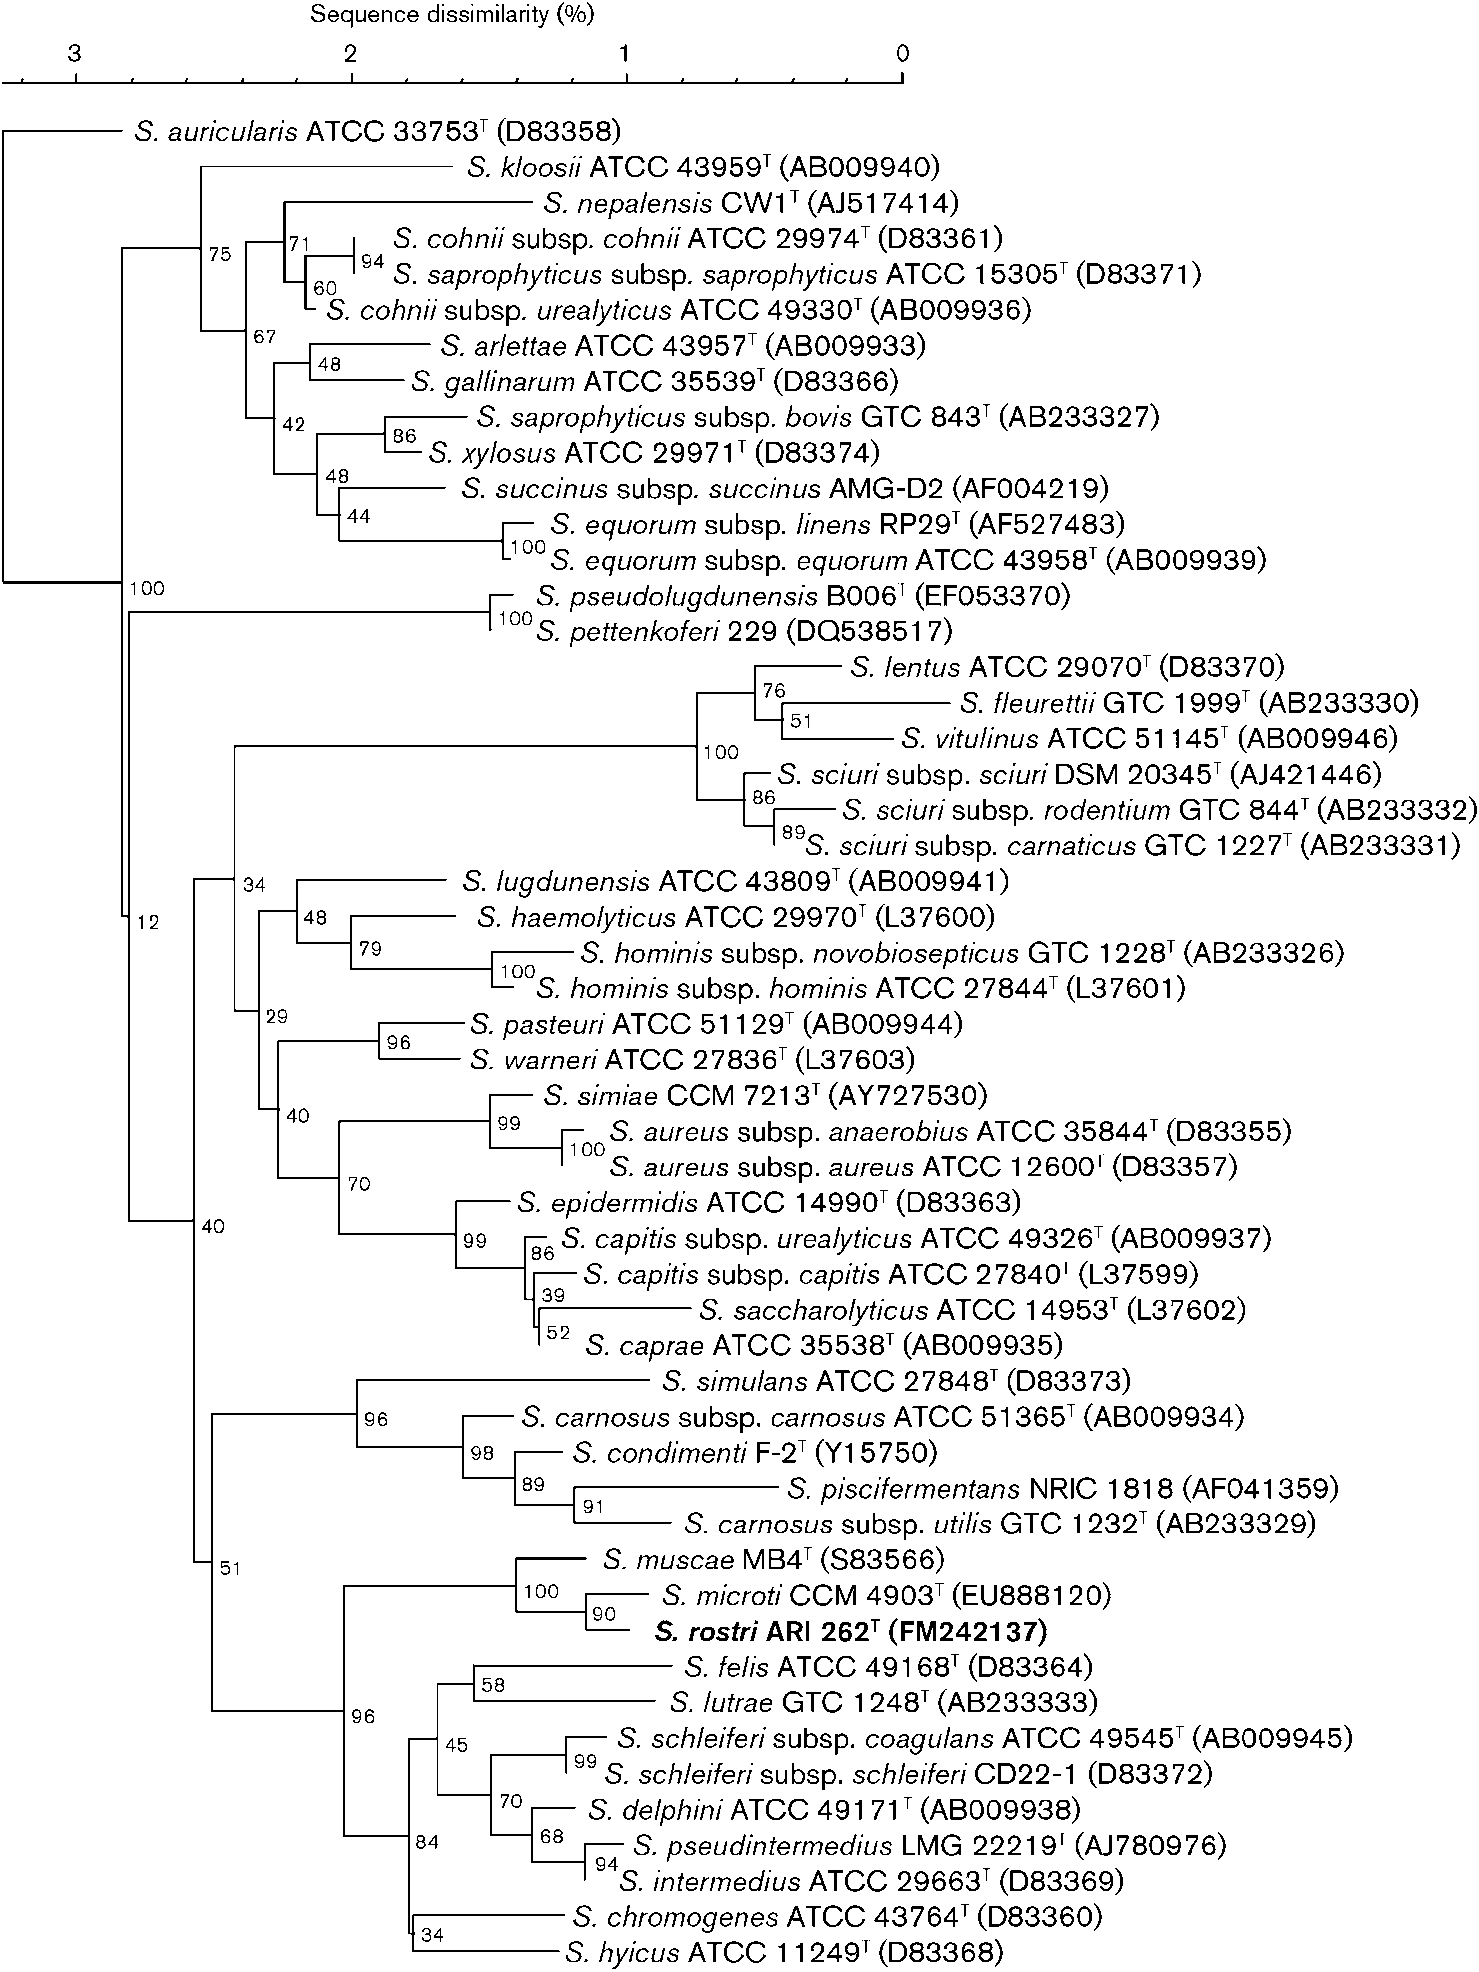 Sequence dissimilarity (%)
3 2 1 0
S. auricularis ATCC 33753ᵀ (D83358)
S. kloosii ATCC 43959ᵀ (AB009940)
S. nepalensis CW1ᵀ (AJ517414)
71 S. cohnii subsp. cohnii ATCC 29974ᵀ (D83361)
75
94
S. saprophyticus subsp. saprophyticus ATCC 15305ᵀ (D83371)
60
S. cohnii subsp. urealyticus ATCC 49330ᵀ (AB009936)
67
S. arlettae ATCC 43957ᵀ (AB009933)
48
S. gallinarum ATCC 35539ᵀ (D83366)
S. saprophyticus subsp. bovis GTC 843ᵀ (AB233327)
42
86
S. xylosus ATCC 29971ᵀ (D83374)
48
S. succinus subsp. succinus AMG-D2 (AF004219)
44
S. equorum subsp. linens RP29ᵀ (AF527483)
100
S. equorum subsp. equorum ATCC 43958ᵀ (AB009939)
100
S. pseudolugdunensis B006ᵀ (EF053370)
100
S. pettenkoferi 229 (DQ538517)
S. lentus ATCC 29070ᵀ (D83370)
76
S. fleurettii GTC 1999ᵀ (AB233330)
51
S. vitulinus ATCC 51145ᵀ (AB009946)
100
S. sciuri subsp. sciuri DSM 20345ᵀ (AJ421446)
86
S. sciuri subsp. rodentium GTC 844ᵀ (AB233332)
89
S. sciuri subsp. carnaticus GTC 1227ᵀ (AB233331)
34
S. lugdunensis ATCC 43809ᵀ (AB009941)
12
48
S. haemolyticus ATCC 29970ᵀ (L37600)
79
S. hominis subsp. novobiosepticus GTC 1228ᵀ (AB233326)
100
S. hominis subsp. hominis ATCC 27844ᵀ (L37601)
29
S. pasteuri ATCC 51129ᵀ (AB009944)
96
S. warneri ATCC 27836ᵀ (L37603)
S. simiae CCM 7213ᵀ (AY727530)
40
99
S. aureus subsp. anaerobius ATCC 35844ᵀ (D83355)
100
S. aureus subsp. aureus ATCC 12600ᵀ (D83357)
70
S. epidermidis ATCC 14990ᵀ (D83363)
40
99
S. capitis subsp. urealyticus ATCC 49326ᵀ (AB009937)
86
S. capitis subsp. capitis ATCC 27840ᵀ (L37599)
39
S. saccharolyticus ATCC 14953ᵀ (L37602)
52
S. caprae ATCC 35538ᵀ (AB009935)
S. simulans ATCC 27848ᵀ (D83373)
96
S. carnosus subsp. carnosus ATCC 51365ᵀ (AB009934)
98
S. condimenti F-2ᵀ (Y15750)
89
S. piscifermentans NRIC 1818 (AF041359)
91
S. carnosus subsp. utilis GTC 1232ᵀ (AB233329)
51
S. muscae MB4ᵀ (S83566)
100
S. microti CCM 4903ᵀ (EU888120)
90
S. rostri ARI 262ᵀ (FM242137)
S. felis ATCC 49168ᵀ (D83364)
58
S. lutrae GTC 1248ᵀ (AB233333)
96
45
S. schleiferi subsp. coagulans ATCC 49545ᵀ (AB009945)
99
S. schleiferi subsp. schleiferi CD22-1 (D83372)
70
S. delphini ATCC 49171ᵀ (AB009938)
68
S. pseudintermedius LMG 22219ᵀ (AJ780976)
84
94
S. intermedius ATCC 29663ᵀ (D83369)
S. chromogenes ATCC 43764ᵀ (D83360)
34
S. hyicus ATCC 11249ᵀ (D83368)